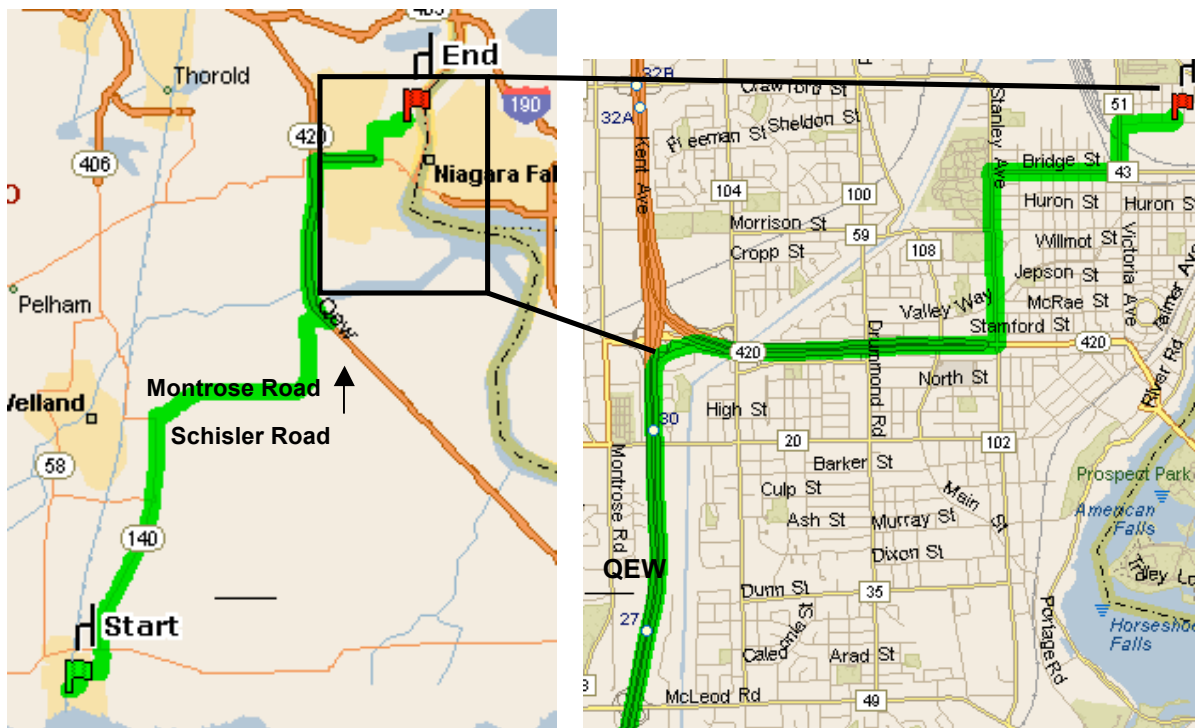 405
End
Thorold
190
420
406
Niagara Fal
O
Pelham
Qew
Montrose Road
Welland
Schisler Road
58
140
Start
32B
32A
Kent Ave
Crawford St
Freeman St
Sheldon St
Stanley Ave
51
Bridge St
43
104
100
Huron St
Huron St
Morrison St
59
Willmot St
Cropp St
108
Jepson St
Victoria Ave
Valley Way
McRae St
Palmer Ave
Stamford St
420
420
River Rd
Drummond Rd
North St
High St
30
20
102
Montrose Rd
Barker St
Culp St
Main St
Prospect Park
Ash St
Murray St
American Falls
Dixon St
QEW
Dunn St
35
27
Caledonia St
Arad St
Portage Rd
Horseshoe Falls
McLeod Rd
49